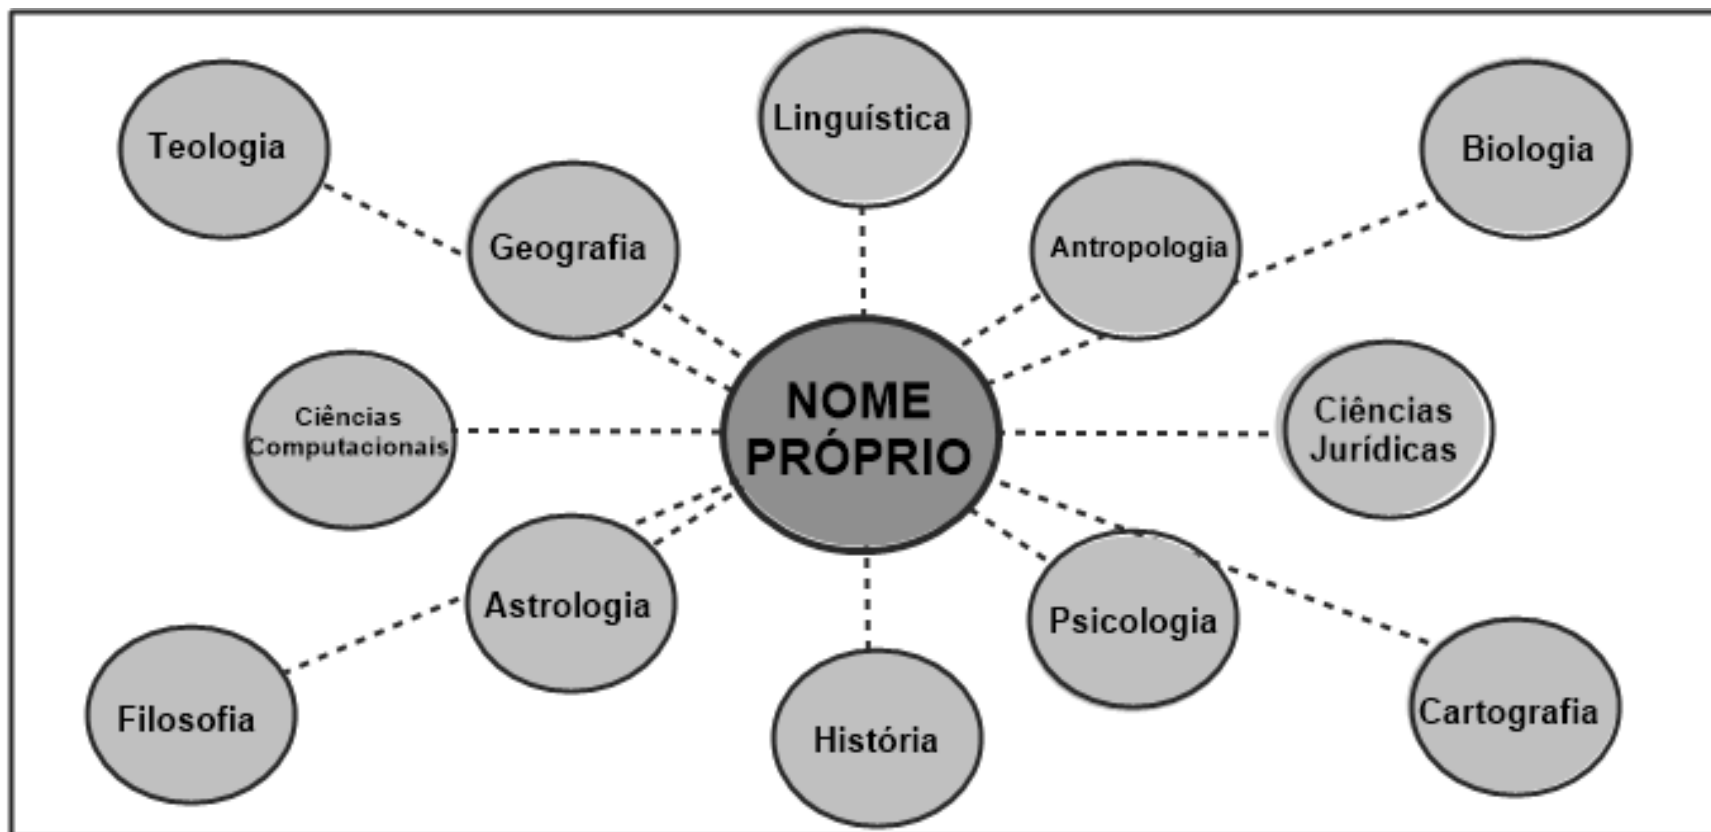 Linguística
Teologia
Biologia
Geografia
Antropologia
NOME
PRÓPRIO
Ciências
Computacionais
Ciências
Jurídicas
Astrologia
Psicologia
Filosofia
História
Cartografia